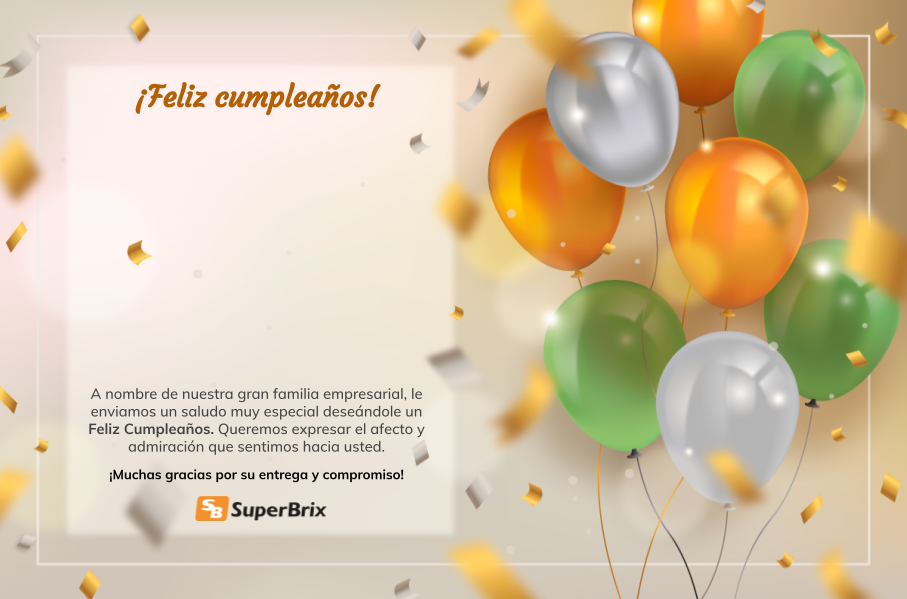 ¡Feliz cumpleaños!
A nombre de nuestra gran familia empresarial, le
enviamos un saludo muy especial deseándole un
Feliz Cumpleaños. Queremos expresar el afecto y
admiración que sentimos hacia usted.
¡Muchas gracias por su entrega y compromiso!
SB SuperBrix